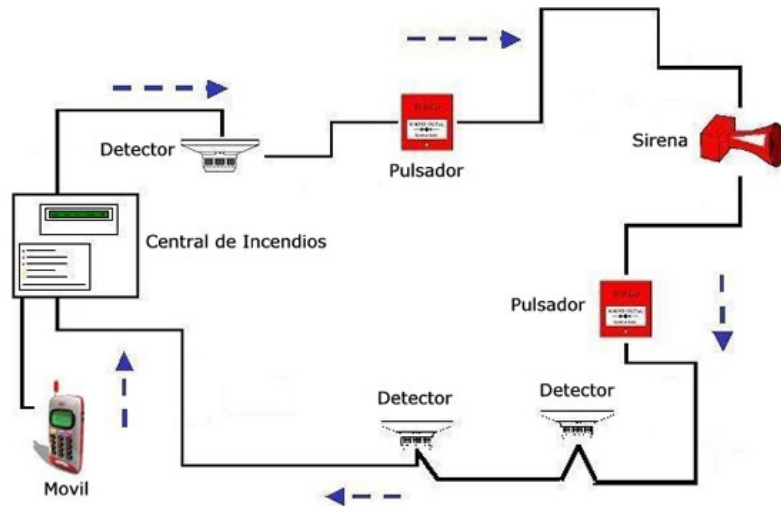 Detector
Pulsador
Sirena
Central de Incendios
Pulsador
Detector
Detector
Movil